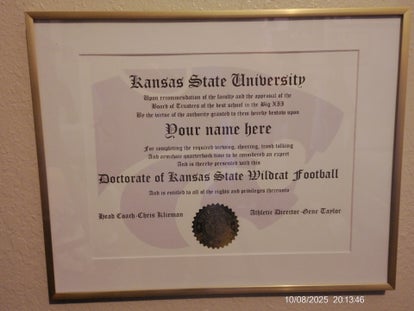 Kansas State University
Upon recommendation of the faculty and the approval of the
Board of Trustees of the best school in the Big XII
By the virtue of the authority granted to them hereby bestow upon
Your name here
For completing the required viewing, cheering, trash talking
And armchair quarterback time to be considered an expert
And is hereby presented with this
Doctorate of Kansas State Wildcat Football
And is entitled to all of the rights and privileges thereunto
Head Coach-Chris Klieman
Athletic Director-Gene Taylor
10/08/2025 20:13:46